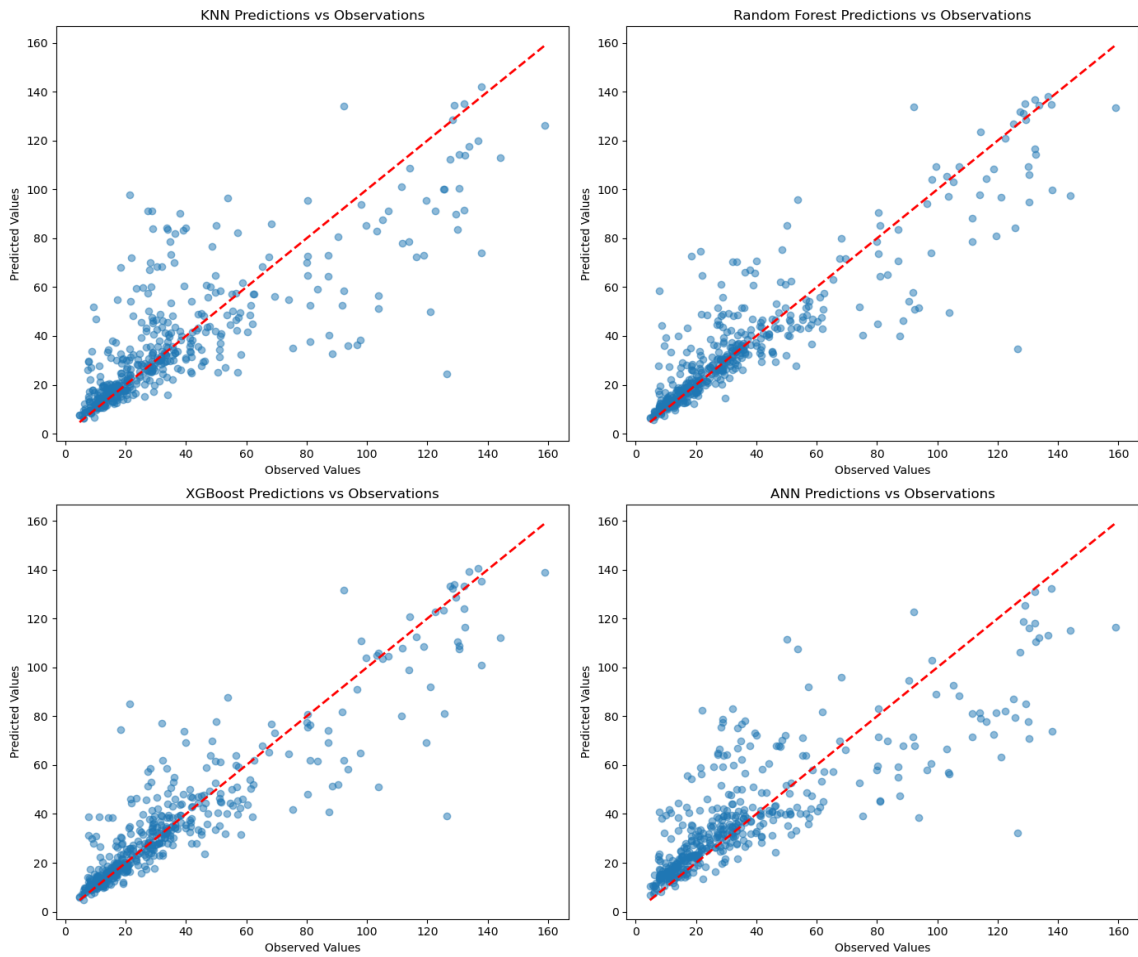 KNN Predictions vs Observations
Predicted Values
160
140
120
100
80
60
40
20
0
0 20 40 60 80 100 120 140 160
Observed Values
Random Forest Predictions vs Observations
Predicted Values
160
140
120
100
80
60
40
20
0
0 20 40 60 80 100 120 140 160
Observed Values
XGBoost Predictions vs Observations
Predicted Values
160
140
120
100
80
60
40
20
0
0 20 40 60 80 100 120 140 160
Observed Values
ANN Predictions vs Observations
Predicted Values
160
140
120
100
80
60
40
20
0
0 20 40 60 80 100 120 140 160
Observed Values